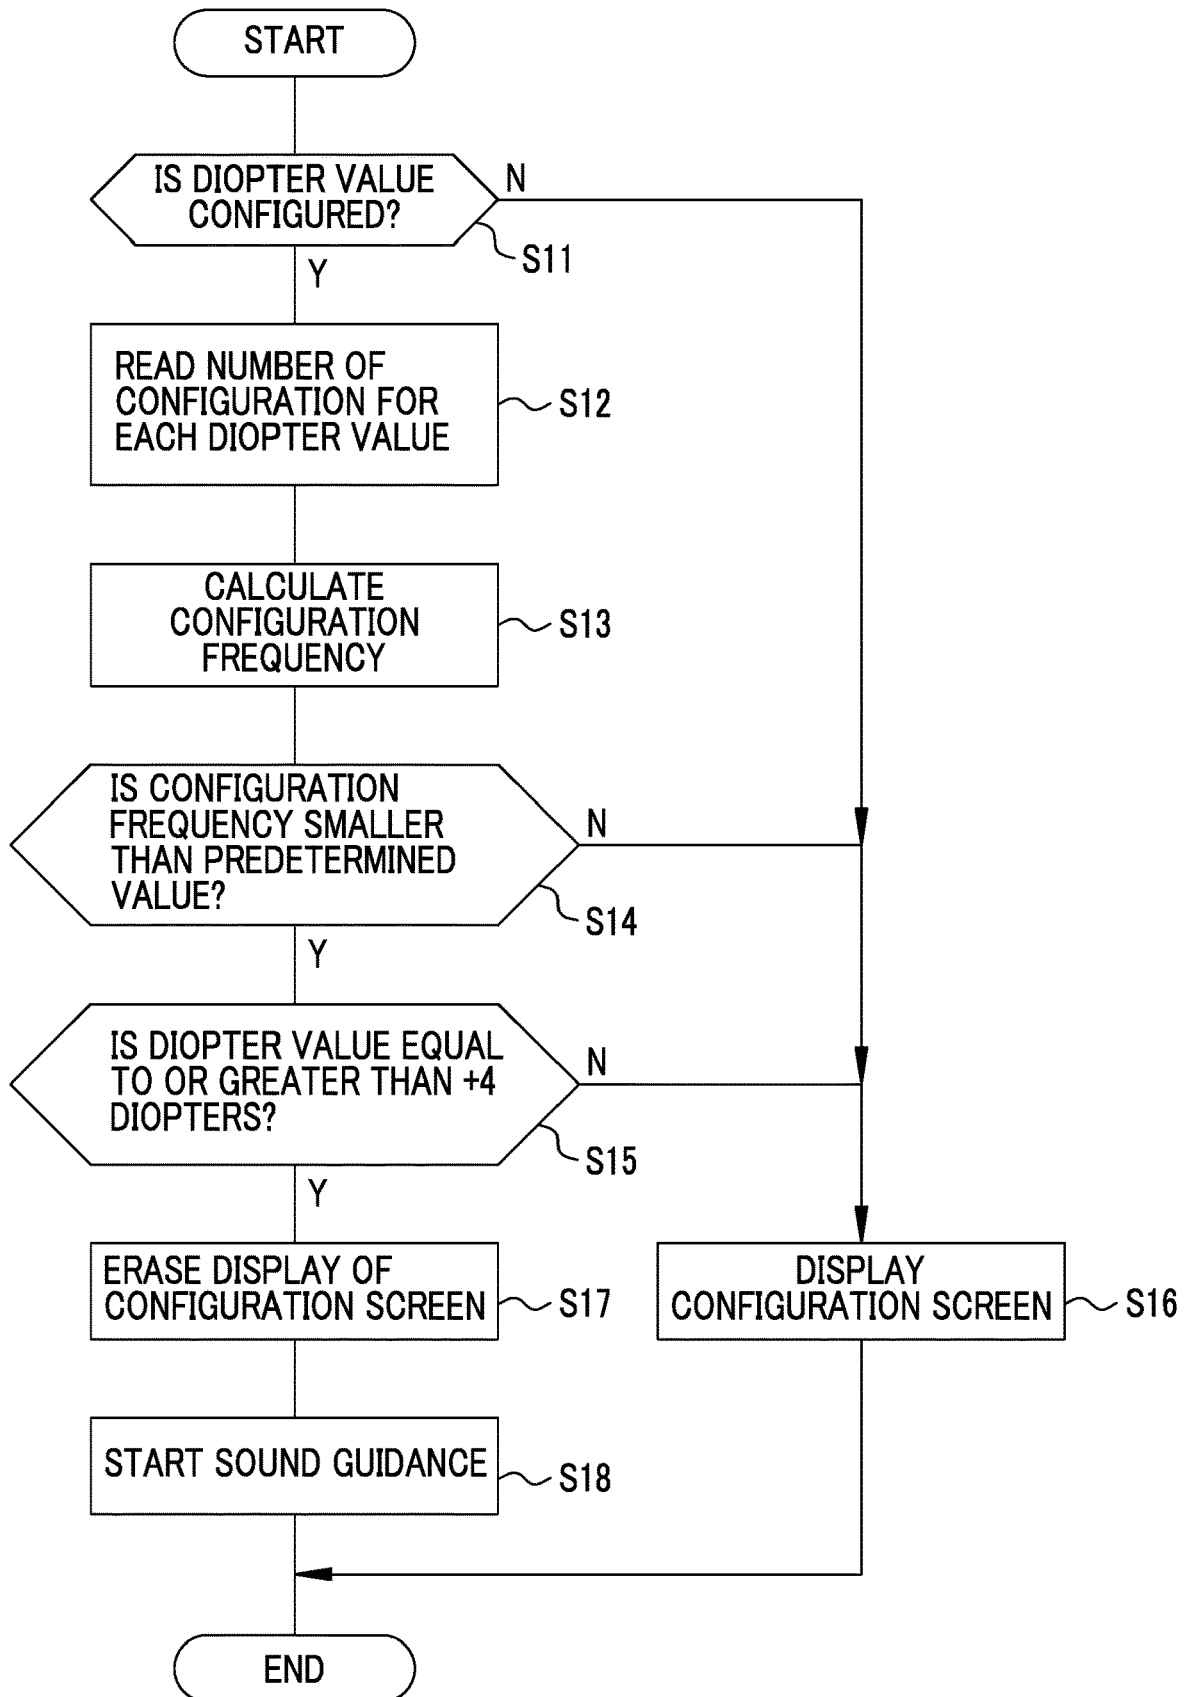 START
IS DIOPTER VALUE
CONFIGURED?
N
S11
Y
READ NUMBER OF
CONFIGURATION FOR
EACH DIOPTER VALUE
S12
CALCULATE
CONFIGURATION
FREQUENCY
S13
IS CONFIGURATION
FREQUENCY SMALLER
THAN PREDETERMINED
VALUE?
N
S14
Y
IS DIOPTER VALUE EQUAL
TO OR GREATER THAN +4
DIOPTERS?
N
S15
Y
ERASE DISPLAY OF
CONFIGURATION SCREEN
S17
DISPLAY
CONFIGURATION SCREEN
S16
START SOUND GUIDANCE
S18
END